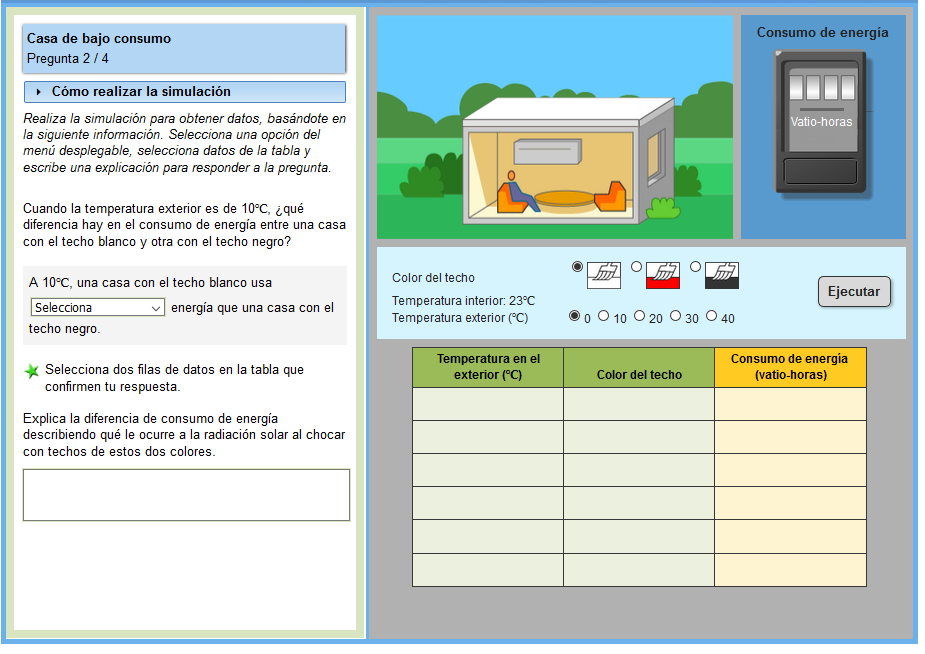 Casa de bajo consumo
Pregunta 2 / 4
Cómo realizar la simulación
Realiza la simulación para obtener datos, basándote en
la siguiente información. Selecciona una opción del
menú desplegable, selecciona datos de la tabla y
escribe una explicación para responder a la pregunta.
Cuando la temperatura exterior es de 10ºC, ¿qué
diferencia hay en el consumo de energía entre una casa
con el techo blanco y otra con el techo negro?
A 10ºC, una casa con el techo blanco usa
Selecciona energía que una casa con el
techo negro.
Selecciona dos filas de datos en la tabla que
confirmen tu respuesta.
Explica la diferencia de consumo de energía
describiendo qué le ocurre a la radiación solar al chocar
con techos de estos dos colores.
Consumo de energía
Vatio-horas
Color del techo
Temperatura interior: 23ºC
Temperatura exterior (ºC) 0 10 20 30 40
Ejecutar
Temperatura en el
exterior (ºC)
Color del techo
Consumo de energía
(vatio-horas)